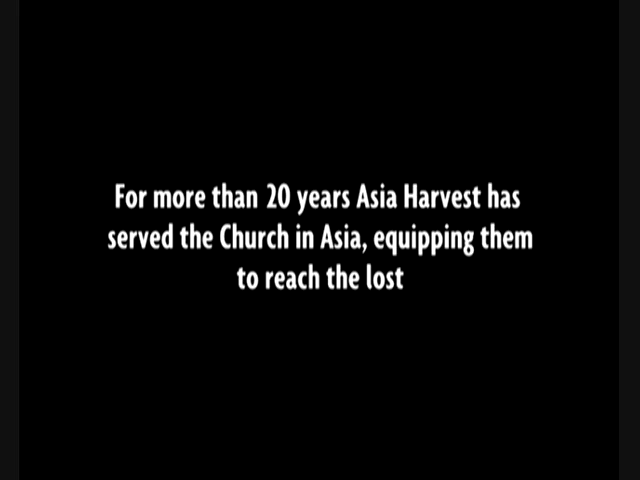 For more than 20 years Asia Harvest has
served the Church in Asia, equipping them
to reach the lost